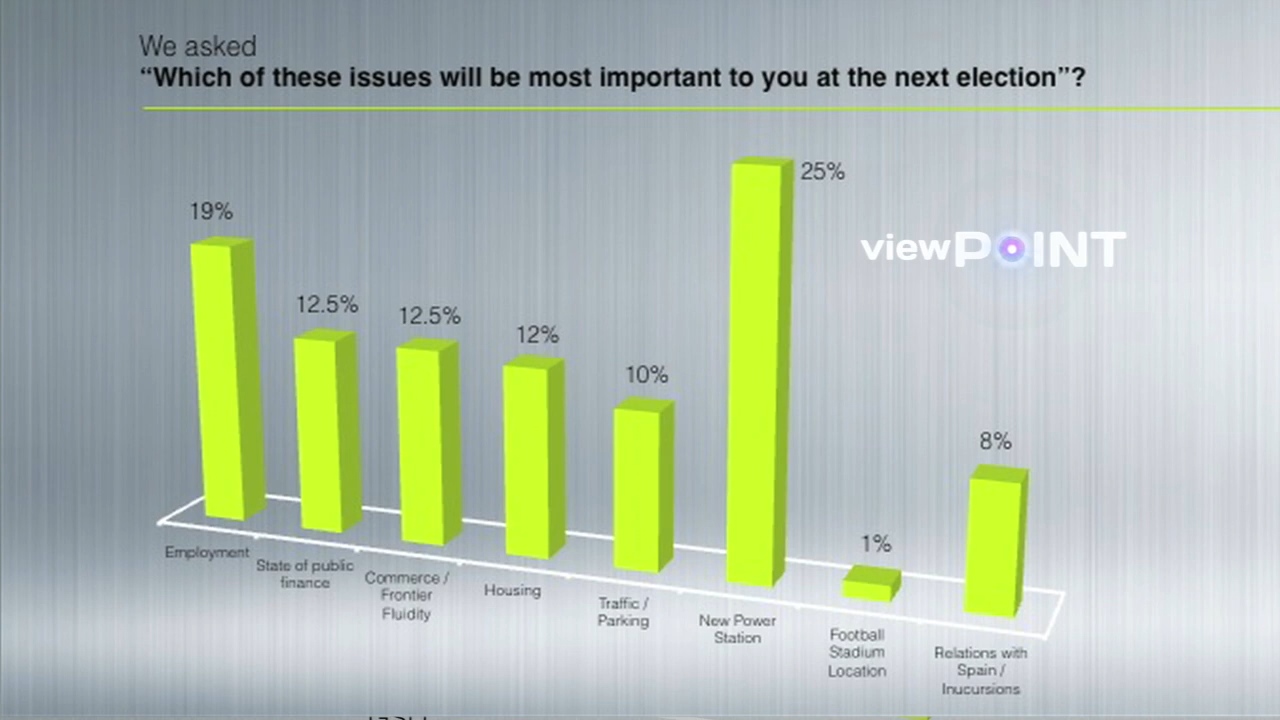 We asked
“Which of these issues will be most important to you at the next election”?
25%
19%
viewPOINT
12.5%
12.5%
12%
10%
8%
1%
Employment
State of public
finance
Commerce /
Frontier
Fluidity
Housing
Traffic /
Parking
New Power
Station
Football
Stadium
Location
Relations with
Spain /
Inucursions